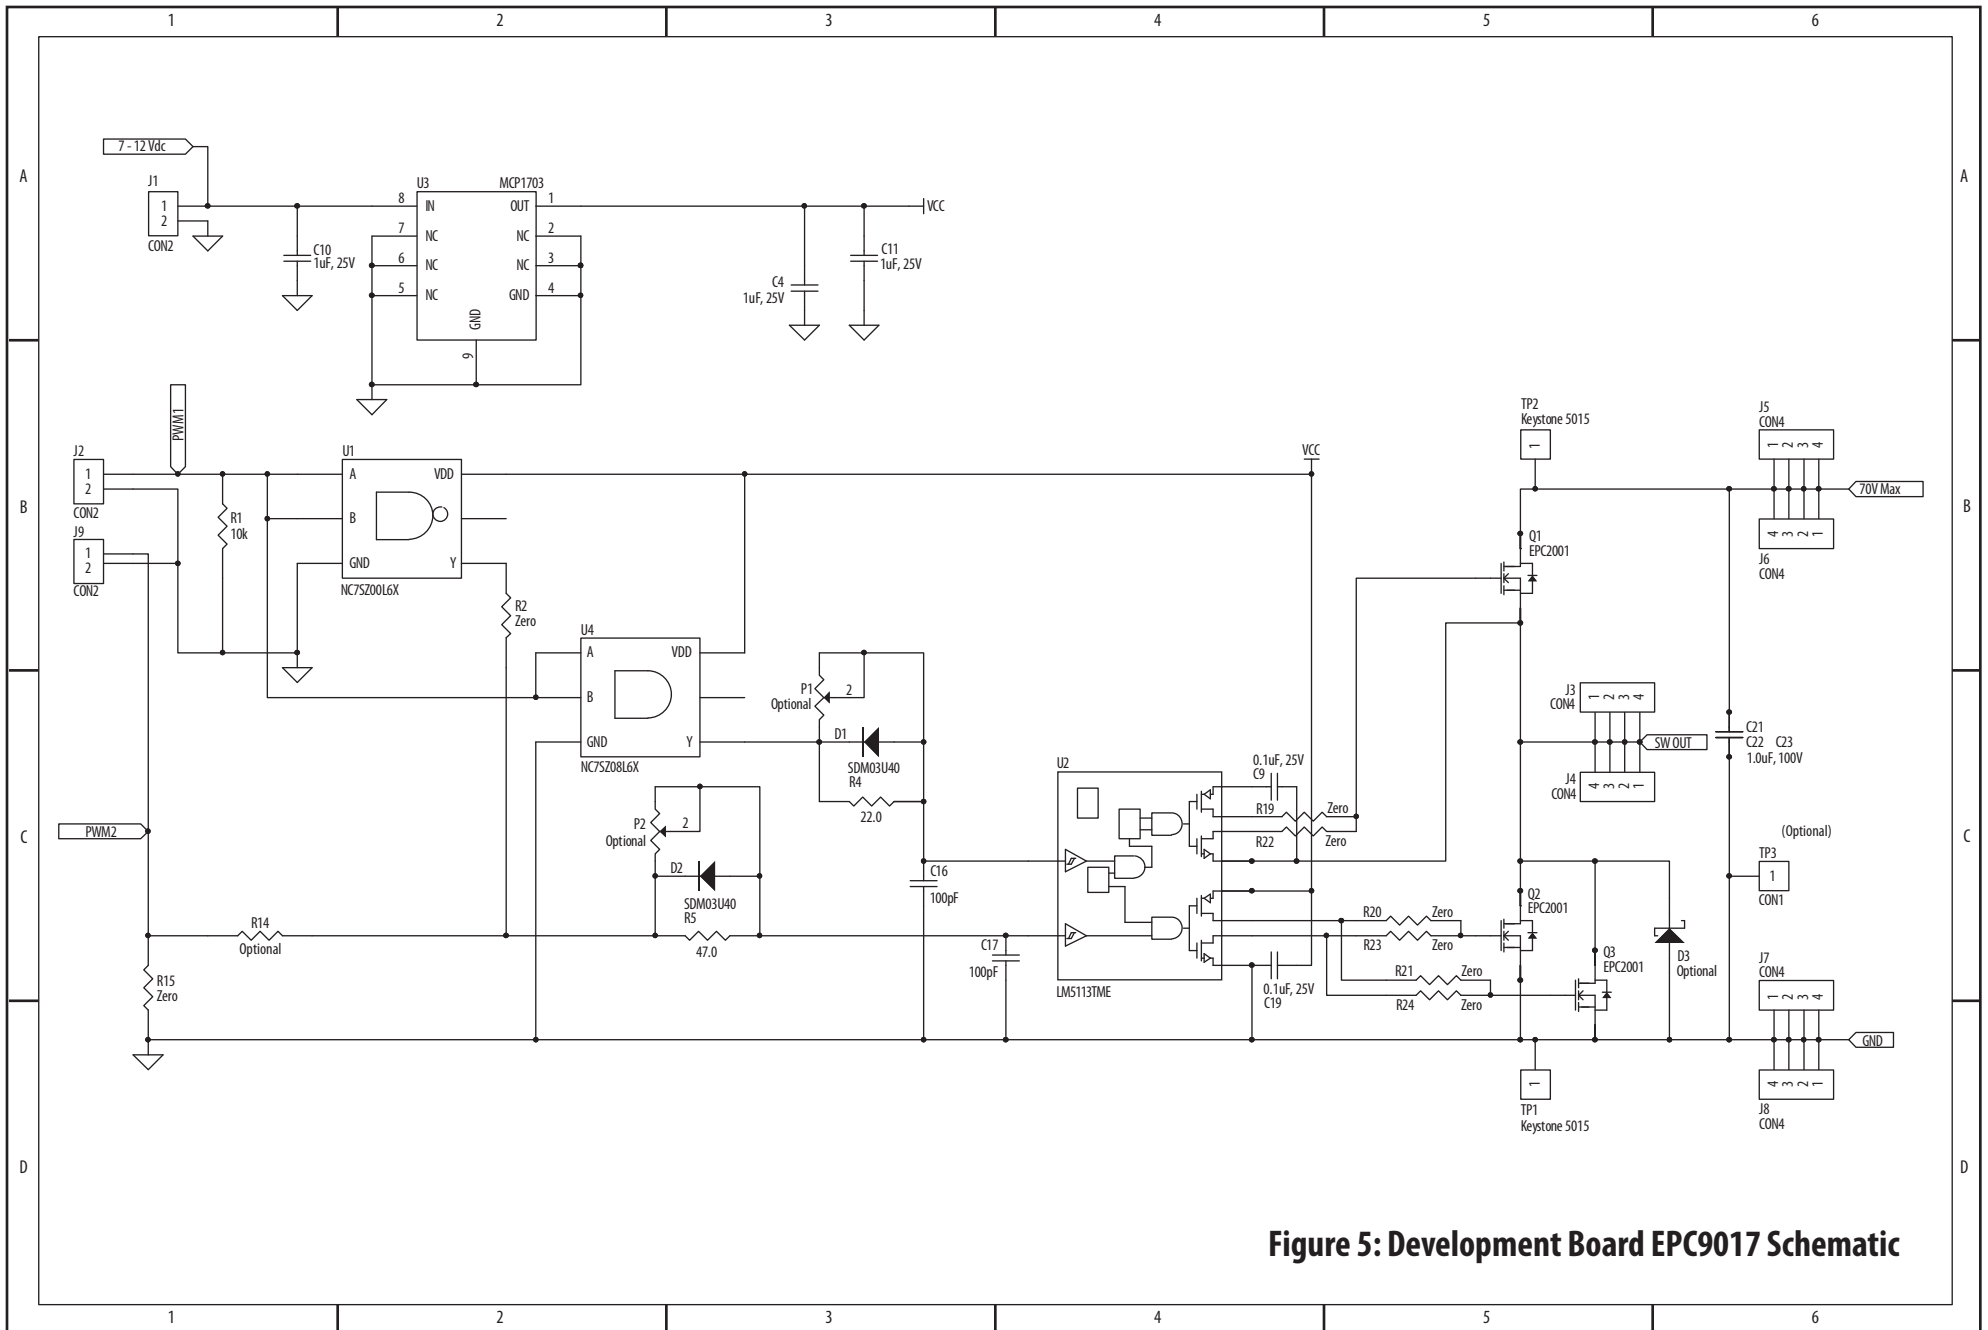 1 2 3 4 5 6
A A
7 - 12 Vdc
J1
1
2
CON2
C10
1uF, 25V
U3 MCP1703
8 IN OUT 1
7 NC NC 2
6 NC NC 3
5 NC GND 4
GND
9
VCC
C4
1uF, 25V
C11
1uF, 25V
B B
PWM1
J2
1
2
CON2
J9
1
2
CON2
R1
10k
U1
A VDD
B
GND Y
NC7SZ00L6X
R2
Zero
U4
A VDD
B
GND Y
NC7SZ08L6X
VCC
TP2
Keystone 5015
1
J5
CON4
1 2 3 4
70V Max
4 3 2 1
J6
CON4
Q1
EPC2001
C C
P1
Optional
2
D1
SDM03U40
R4
22.0
P2
Optional
2
D2
SDM03U40
R5
47.0
C16
100pF
C17
100pF
PWM2
R14
Optional
R15
Zero
U2
LM5113TME
0.1uF, 25V
C9
R19 Zero
R22 Zero
R20 Zero
R23 Zero
R21 Zero
R24 Zero
0.1uF, 25V
C19
J3
CON4
1 2 3 4
SW OUT
J4
CON4
4 3 2 1
C21
C22 C23
1.0uF, 100V
(Optional)
TP3
1
CON1
Q2
EPC2001
Q3
EPC2001
D3
Optional
J7
CON4
1 2 3 4
GND
4 3 2 1
J8
CON4
1
TP1
Keystone 5015
D D
Figure 5: Development Board EPC9017 Schematic
1 2 3 4 5 6